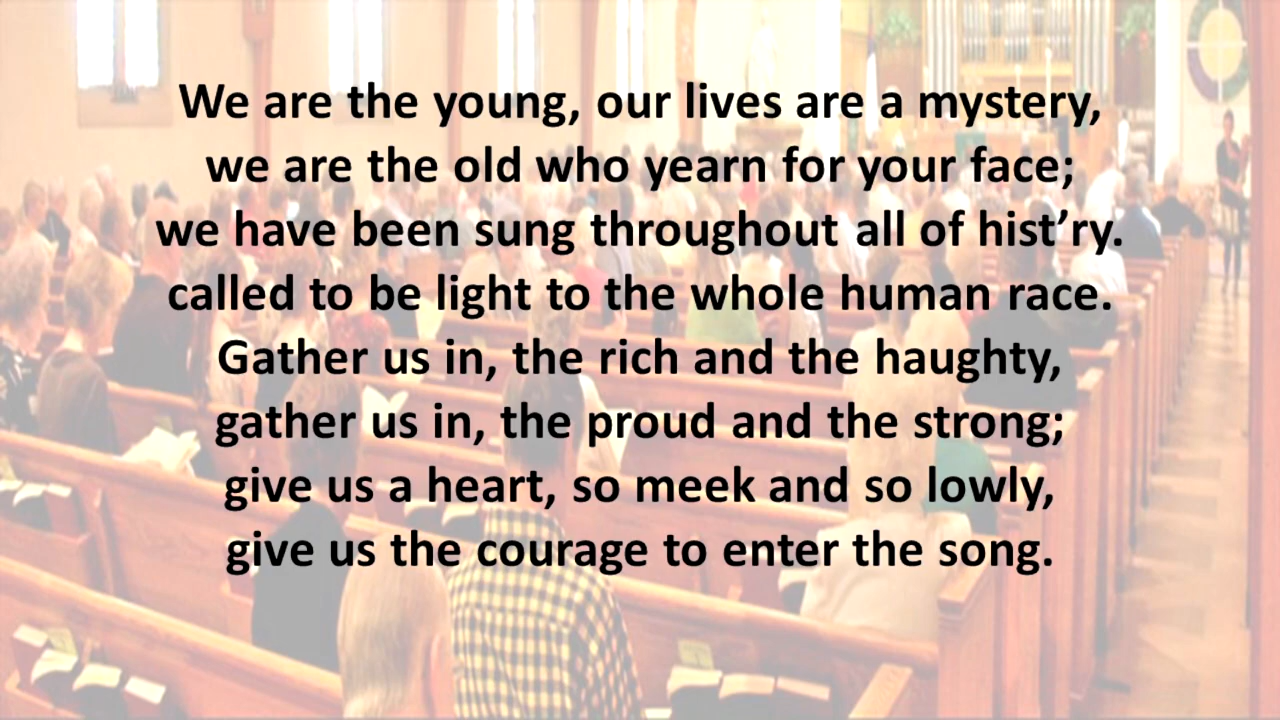 We are the young, our lives are a mystery,
we are the old who yearn for your face;
we have been sung throughout all of hist’ry.
called to be light to the whole human race.
Gather us in, the rich and the haughty,
gather us in, the proud and the strong;
give us a heart, so meek and so lowly,
give us the courage to enter the song.